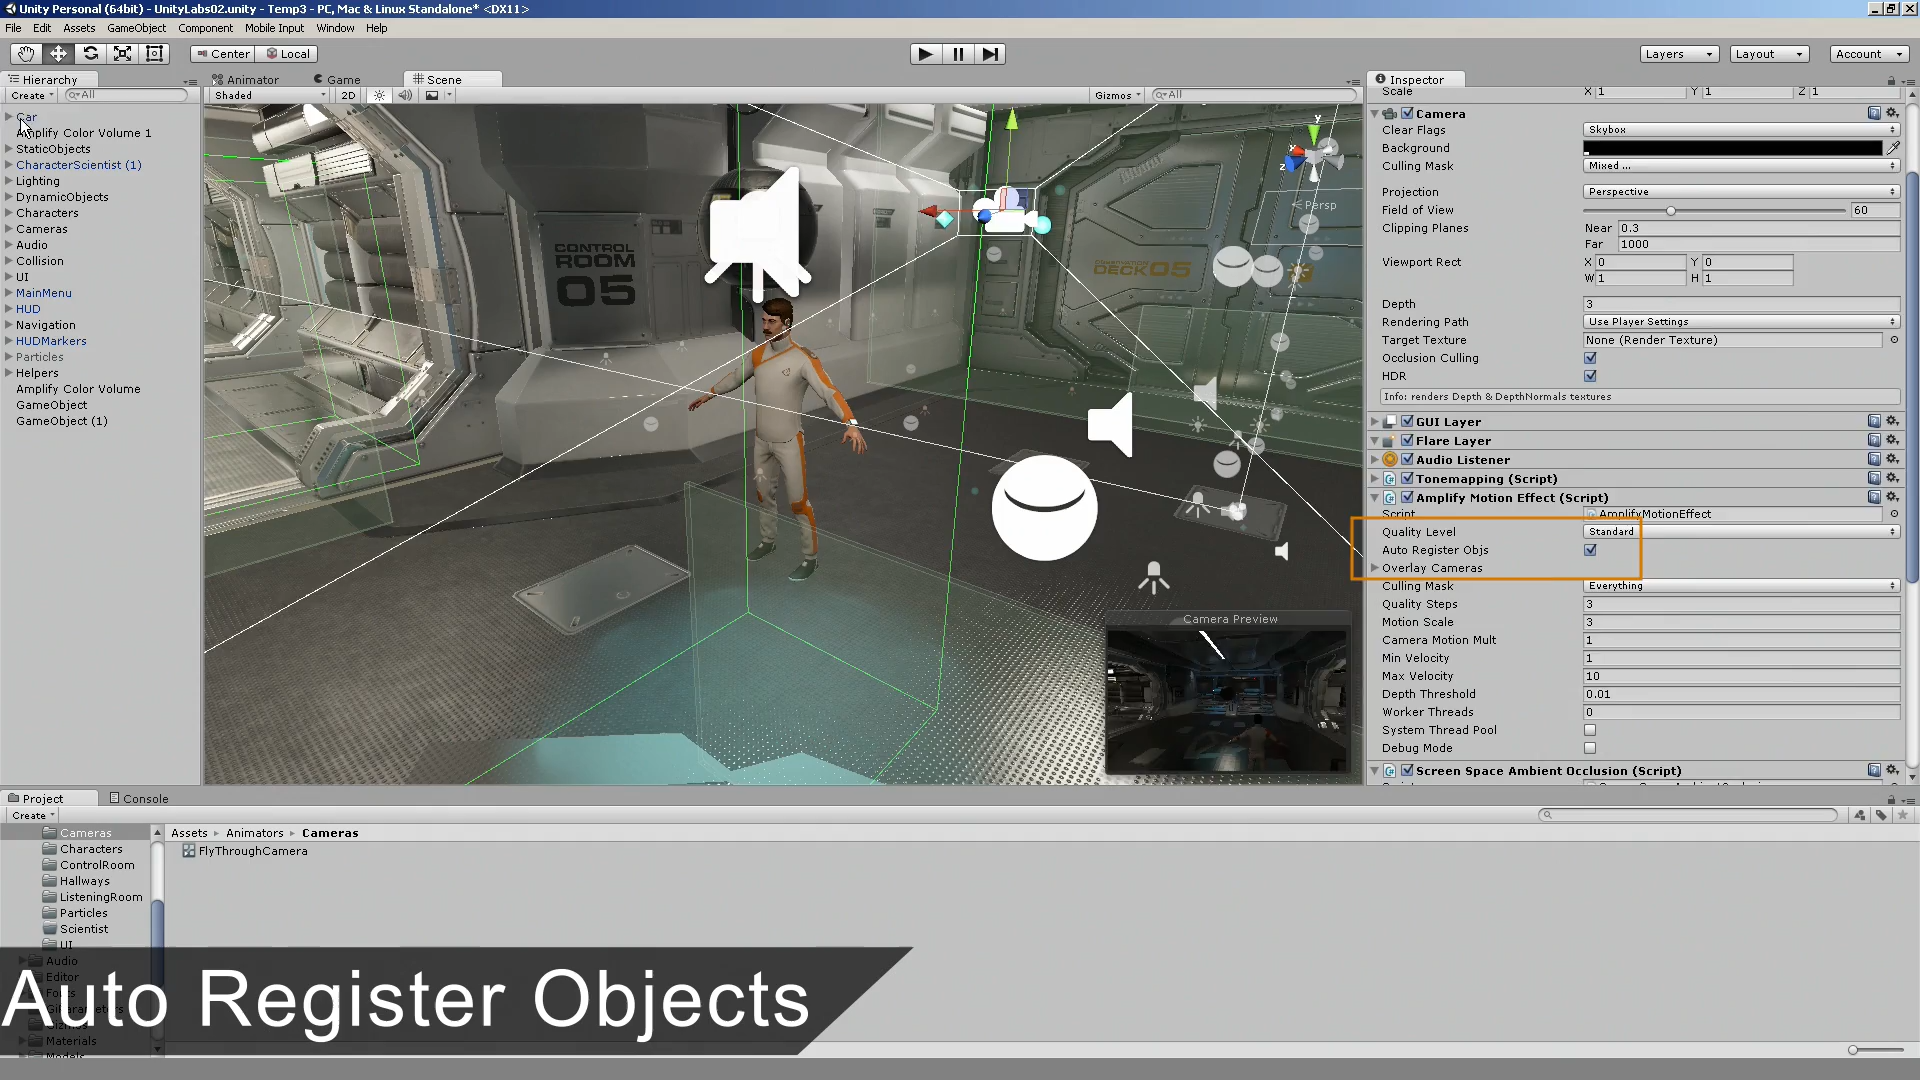 Unity Personal (64bit) - UnityLabs02.unity - Temp3 - PC, Mac & Linux Standalone* <DX11>
File Edit Assets GameObject Component Mobile Input Window Help
Center Local
Layers Layout Account
Hierarchy
Create All
Car
Amplify Color Volume 1
StaticObjects
CharacterScientist (1)
Lighting
DynamicObjects
Characters
Cameras
Audio
Collision
UI
MainMenu
HUD
Navigation
HUDMarkers
Particles
Helpers
Amplify Color Volume
GameObject
GameObject (1)
Animator Game Scene
Shaded 2D Gizmos All
CONTROL
ROOM
05
DECK 05
y
x
z
Persp
Camera Preview
Inspector
Scale X 1 Y 1 Z 1
Camera
Clear Flags Skybox
Background
Culling Mask Mixed ...
Projection Perspective
Field of View 60
Clipping Planes Near 0.3
Far 1000
Viewport Rect X 0 Y 0
W 1 H 1
Depth 3
Rendering Path Use Player Settings
Target Texture None (Render Texture)
Occlusion Culling
HDR
Info: renders Depth & DepthNormals textures
GUI Layer
Flare Layer
Audio Listener
Tonemapping (Script)
Amplify Motion Effect (Script)
Script AmplifyMotionEffect
Quality Level Standard
Auto Register Objs
Overlay Cameras
Culling Mask Everything
Quality Steps 3
Motion Scale 3
Camera Motion Mult 1
Min Velocity 1
Max Velocity 10
Depth Threshold 0.01
Worker Threads 0
System Thread Pool
Debug Mode
Screen Space Ambient Occlusion (Script)
Project Console
Create
Cameras
Characters
ControlRoom
Hallways
ListeningRoom
Particles
Scientist
UI
Audio
Editor
Materials
Models
Assets Animators Cameras
FlyThroughCamera
Auto Register Objects